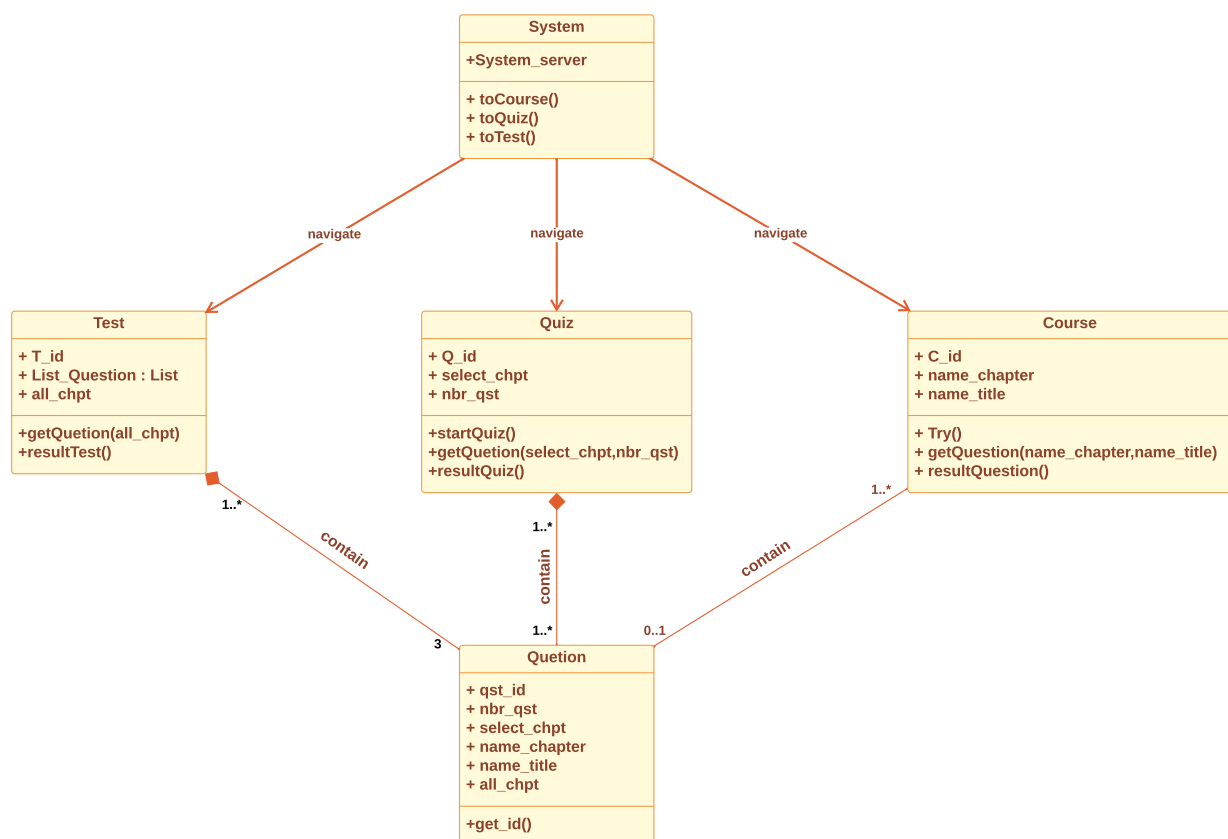 System
+System_server
+ toCourse()
+ toQuiz()
+ toTest()
navigate
navigate
navigate
Test
+ T_id
+ List_Question : List
+ all_chpt
+getQuetion(all_chpt)
+resultTest()
Quiz
+ Q_id
+ select_chpt
+ nbr_qst
+startQuiz()
+getQuetion(select_chpt,nbr_qst)
+resultQuiz()
Course
+ C_id
+ name_chapter
+ name_title
+ Try()
+ getQuestion(name_chapter,name_title)
+ resultQuestion()
1..*
contain
3
1..*
contain
1..*
1..*
contain
0..1
Quetion
+ qst_id
+ nbr_qst
+ select_chpt
+ name_chapter
+ name_title
+ all_chpt
+get_id()